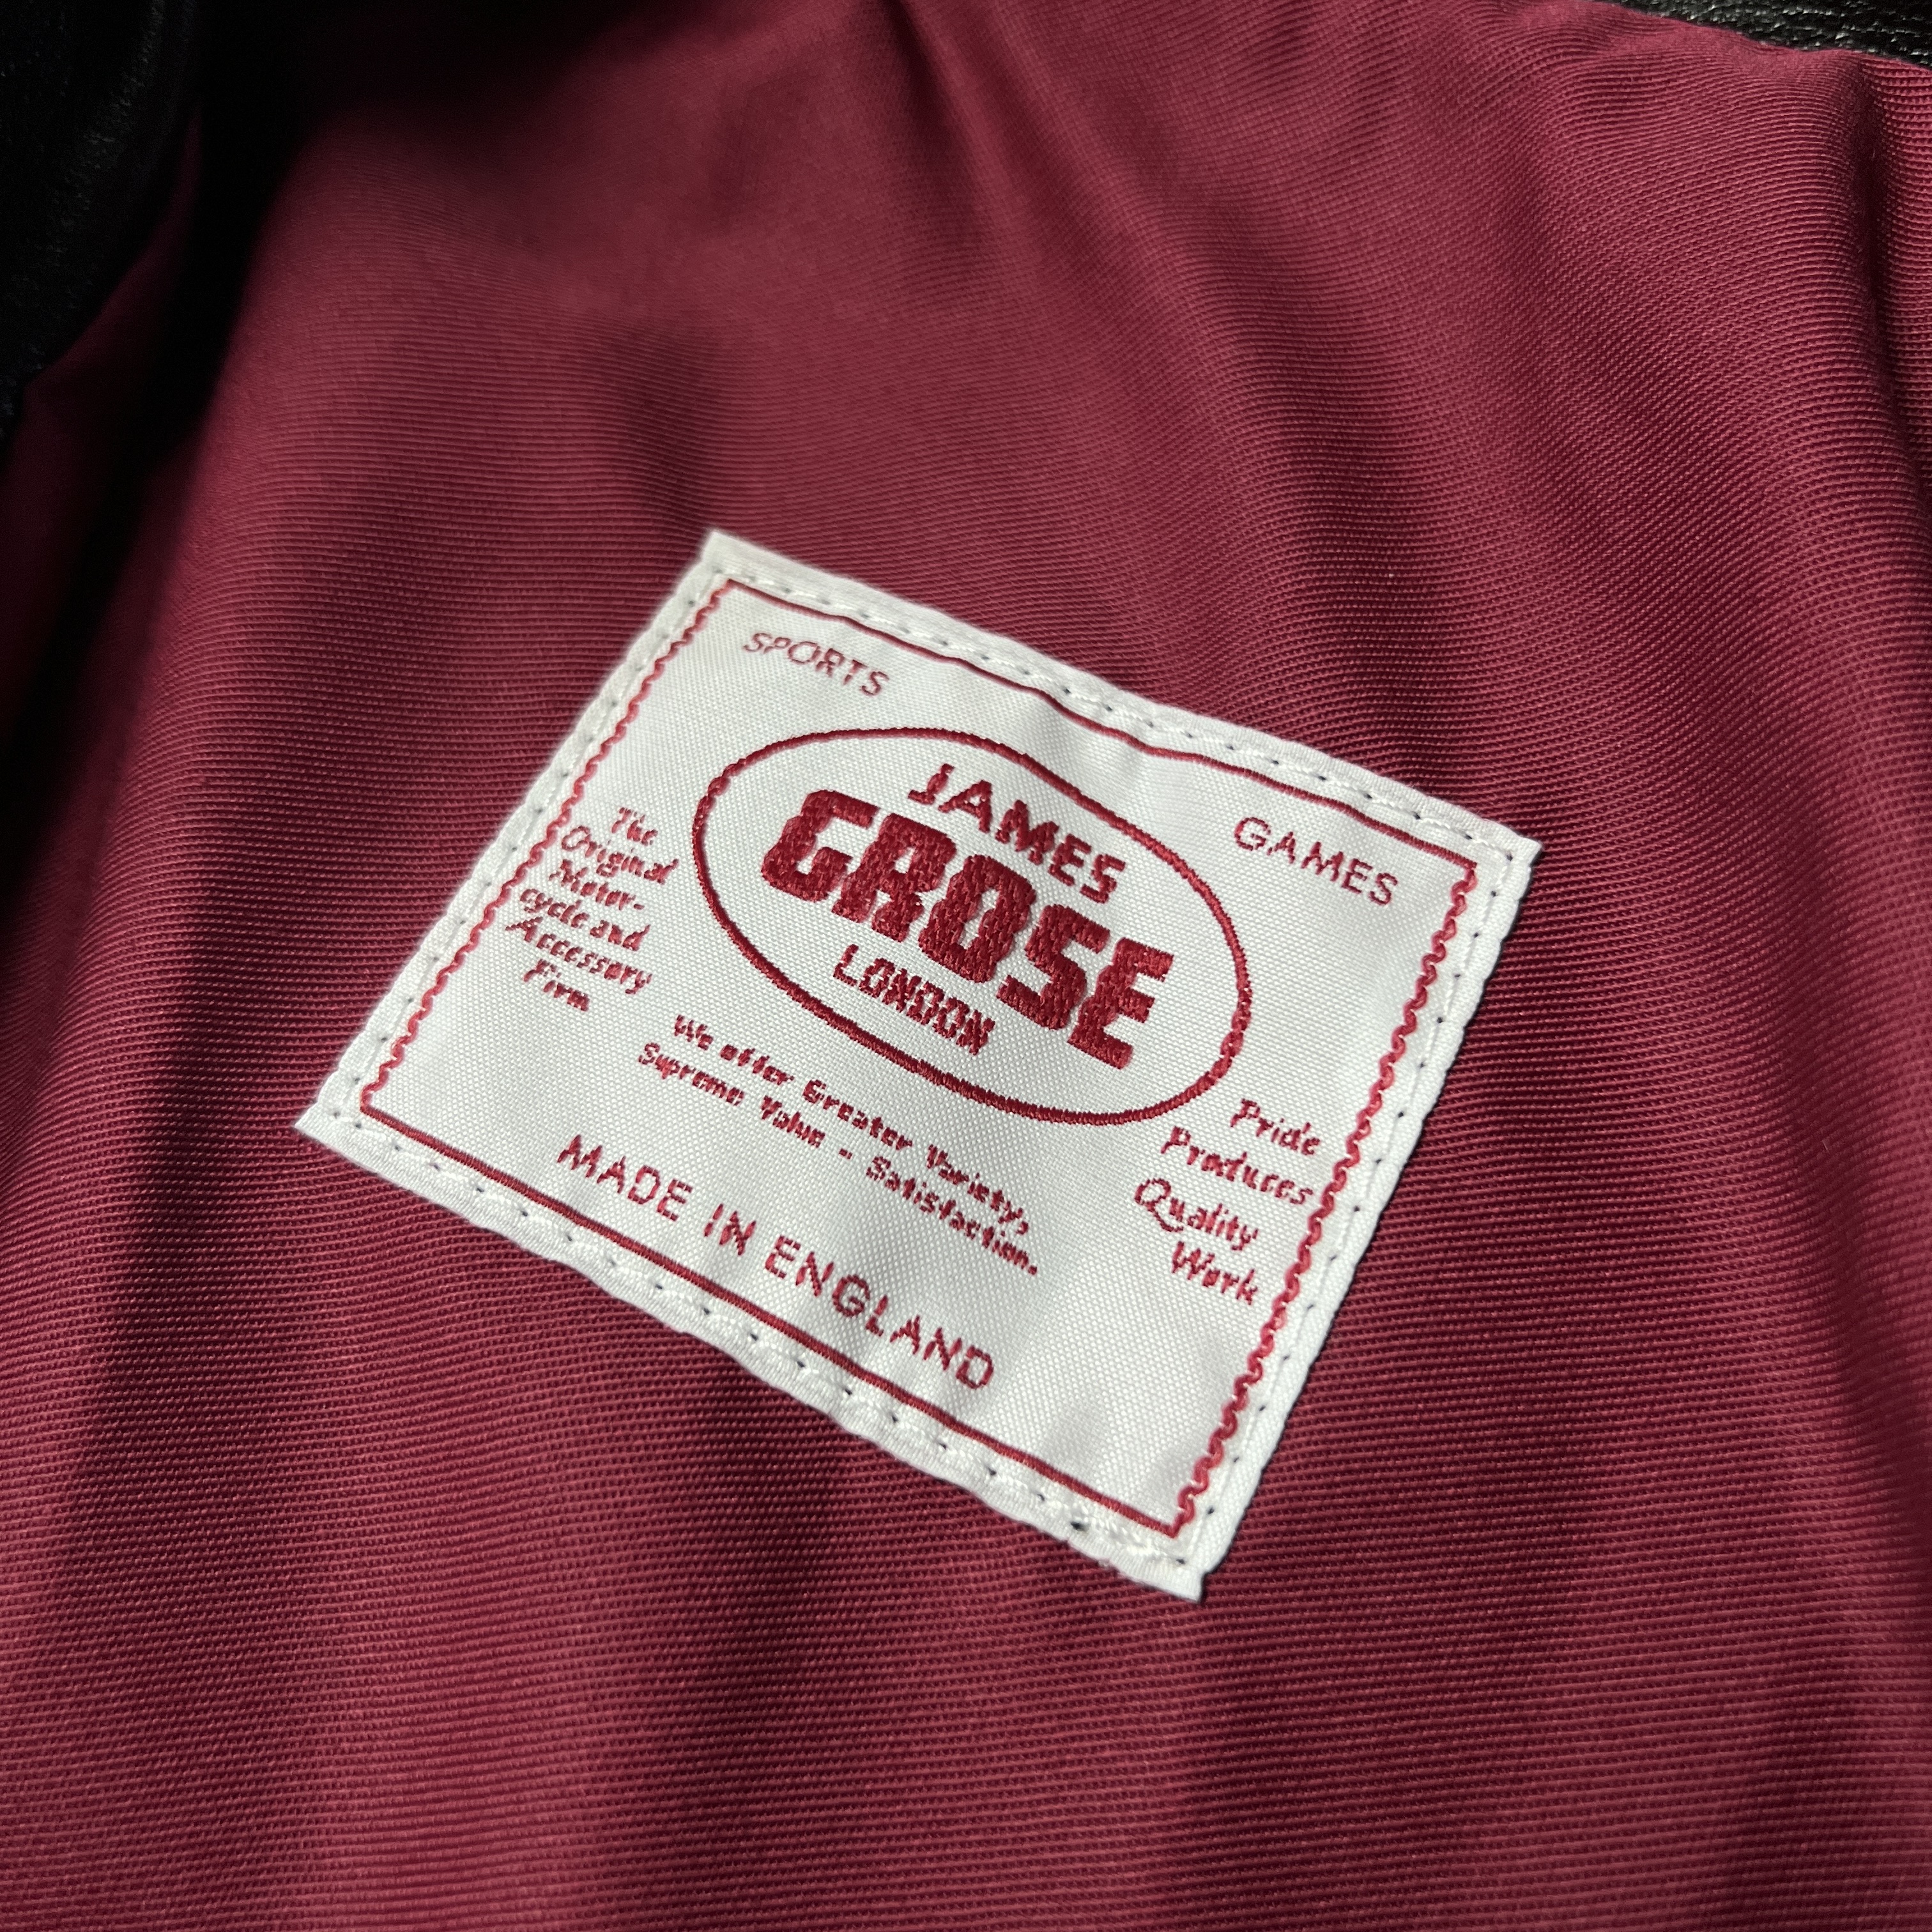 SPORTS
GAMES
JAMES
GROSE
LONDON
The
Original
Motor-
cycle and
Accessory
Firm
We offer Greater Variety,
Supreme Value - Satisfaction.
Pride
Produces
Quality
Work
MADE IN ENGLAND